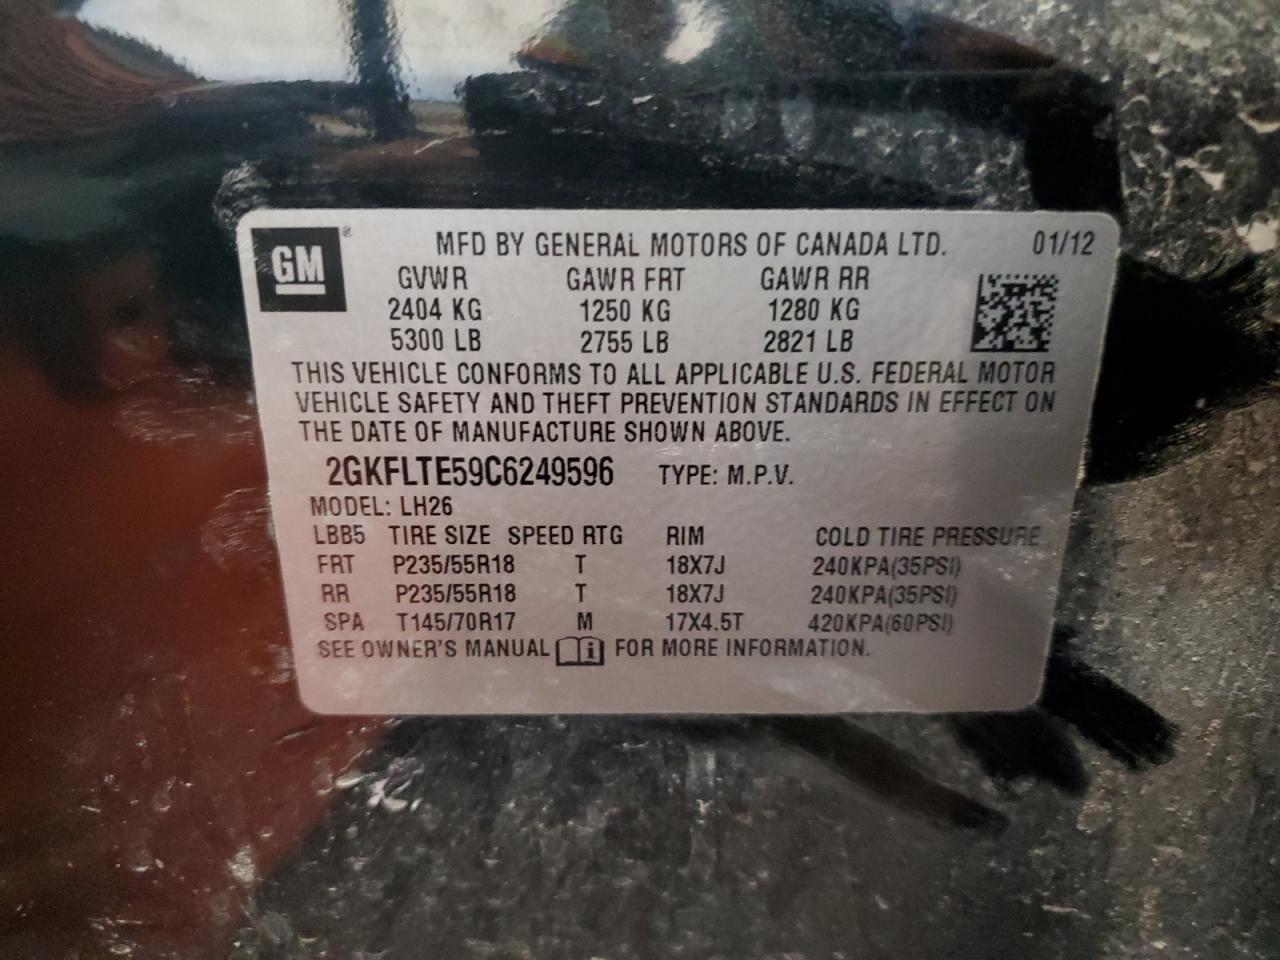 GM ® MFD BY GENERAL MOTORS OF CANADA LTD. 01/12
GVWR GAWR FRT GAWR RR
2404 KG 1250 KG 1280 KG
5300 LB 2755 LB 2821 LB
THIS VEHICLE CONFORMS TO ALL APPLICABLE U.S. FEDERAL MOTOR
VEHICLE SAFETY AND THEFT PREVENTION STANDARDS IN EFFECT ON
THE DATE OF MANUFACTURE SHOWN ABOVE.
2GKFLTE59C6249596 TYPE: M.P.V.
MODEL: LH26
LBB5 TIRE SIZE SPEED RTG RIM COLD TIRE PRESSURE
FRT P235/55R18 T 18X7J 240KPA(35PSI)
RR P235/55R18 T 18X7J 240KPA(35PSI)
SPA T145/70R17 M 17X4.5T 420KPA(60PSI)
SEE OWNER'S MANUAL i FOR MORE INFORMATION.